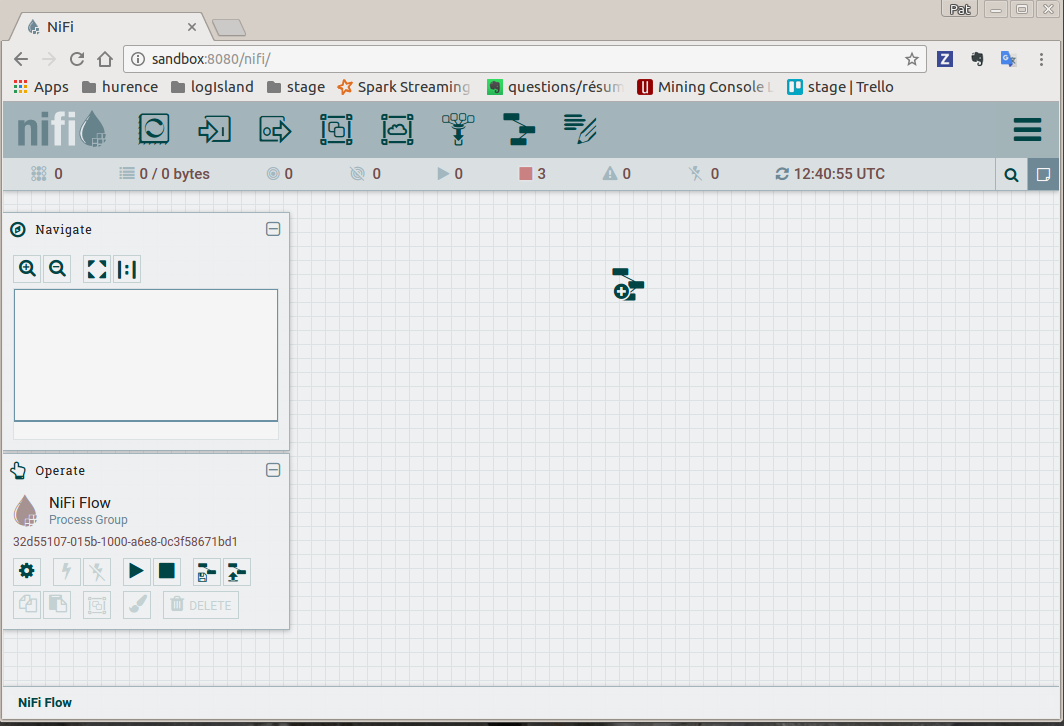 Pat
NiFi
sandbox:8080/nifi/
Apps hurence logIsland stage Spark Streaming questions/résum Mining Console stage | Trello
nifi
0 0 / 0 bytes 0 0 0 3 0 0 12:40:55 UTC
Navigate
Operate
NiFi Flow
Process Group
32d55107-015b-1000-a6e8-0c3f58671bd1
DELETE
NiFi Flow